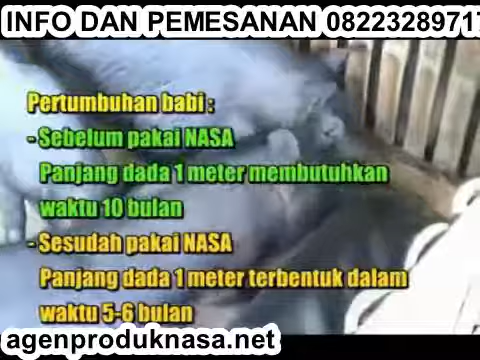 INFO DAN PEMESANAN 08223289717
Pertumbuhan babi :
- Sebelum pakai NASA
Panjang dada 1 meter membutuhkan
waktu 10 bulan
- Sesudah pakai NASA
Panjang dada 1 meter terbentuk dalam
waktu 5-6 bulan
agenproduknasa.net